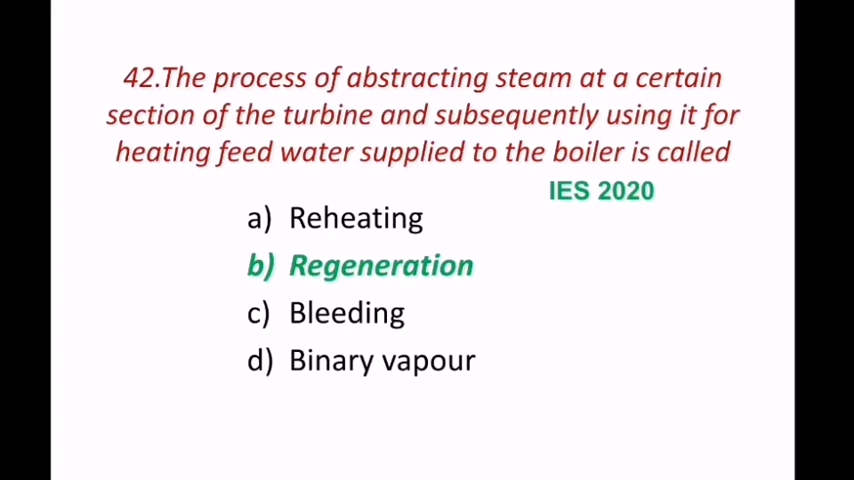 42.The process of abstracting steam at a certain
section of the turbine and subsequently using it for
heating feed water supplied to the boiler is called
IES 2020
a) Reheating
b) Regeneration
c) Bleeding
d) Binary vapour